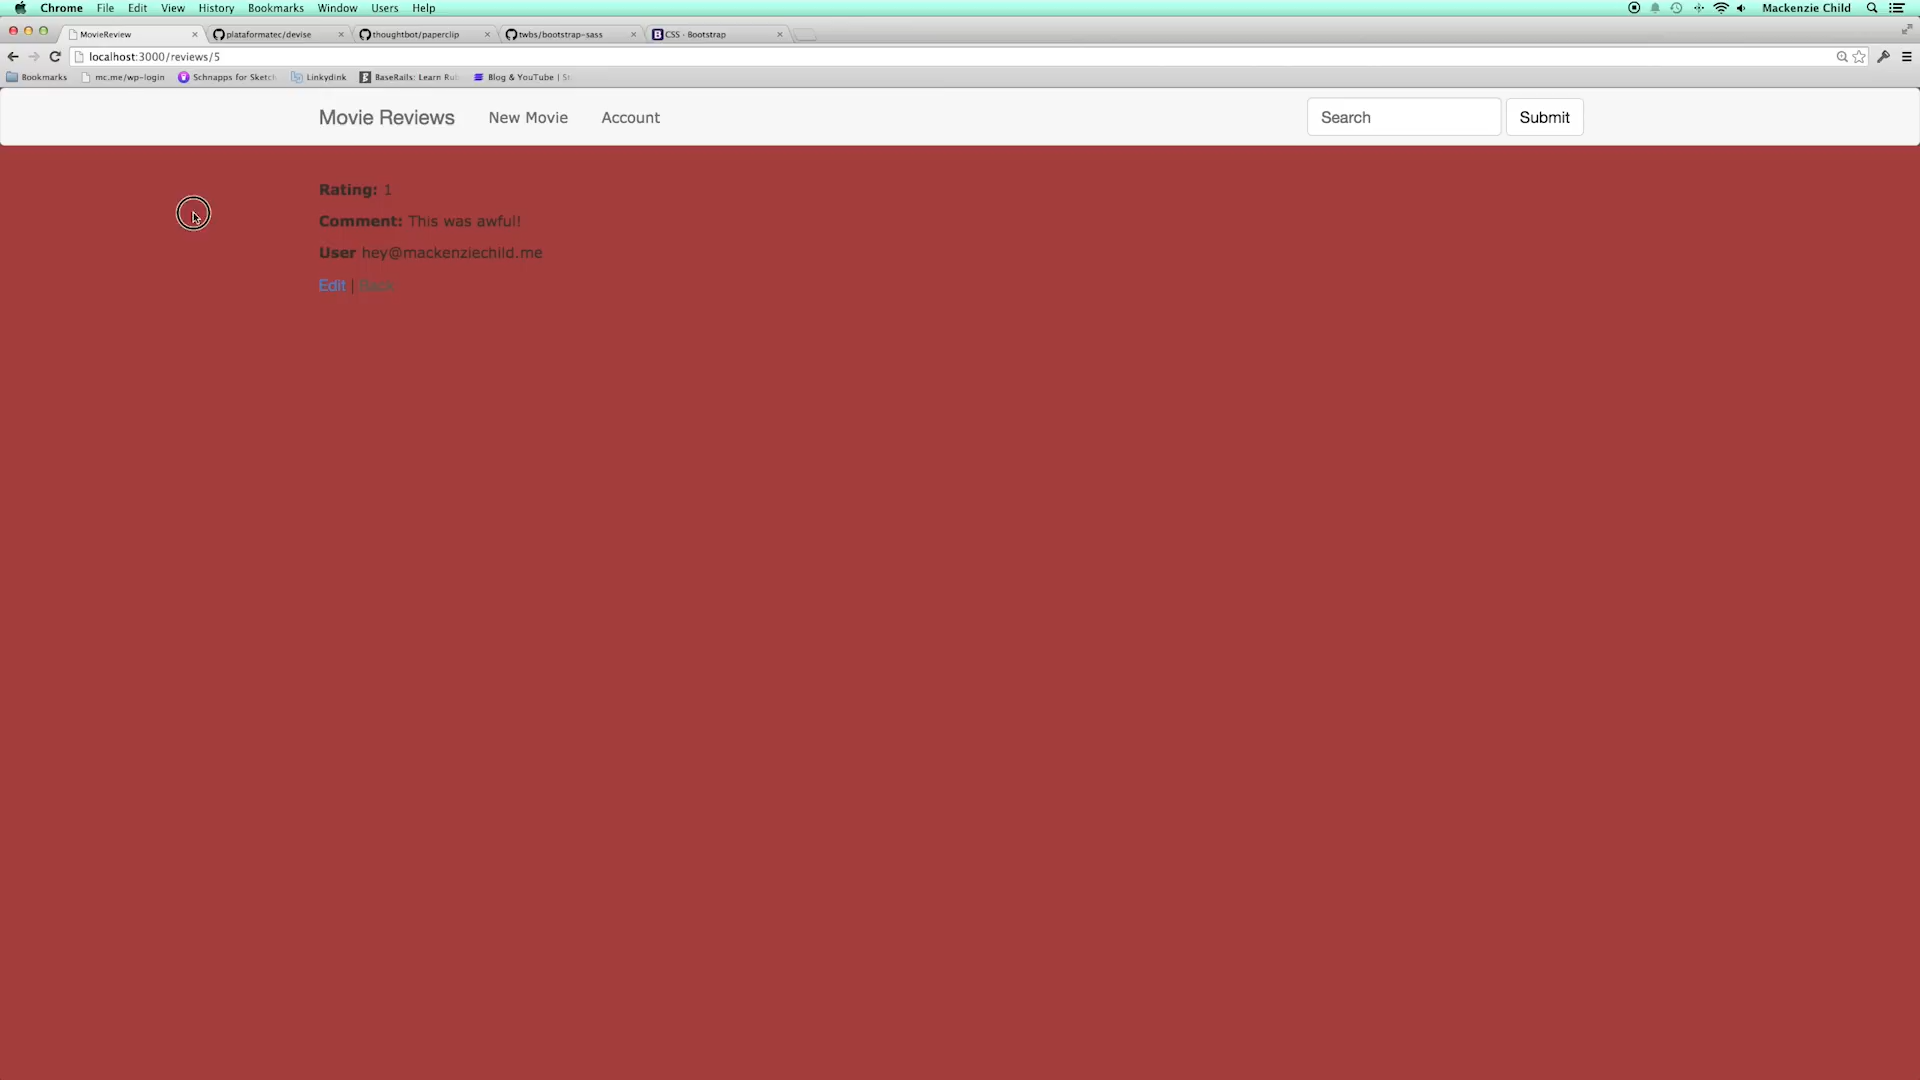 Chrome File Edit View History Bookmarks Window Users Help Mackenzie Child
MovieReview plataformatec/devise thoughtbot/paperclip twbs/bootstrap-sass CSS · Bootstrap
localhost:3000/reviews/5
Bookmarks mc.me/wp-login Schnapps for Sketch Linkydink BaseRails: Learn Rub Blog & YouTube | St
Movie Reviews New Movie Account Search Submit
Rating: 1
Comment: This was awful!
User hey@mackenziechild.me
Edit | Back